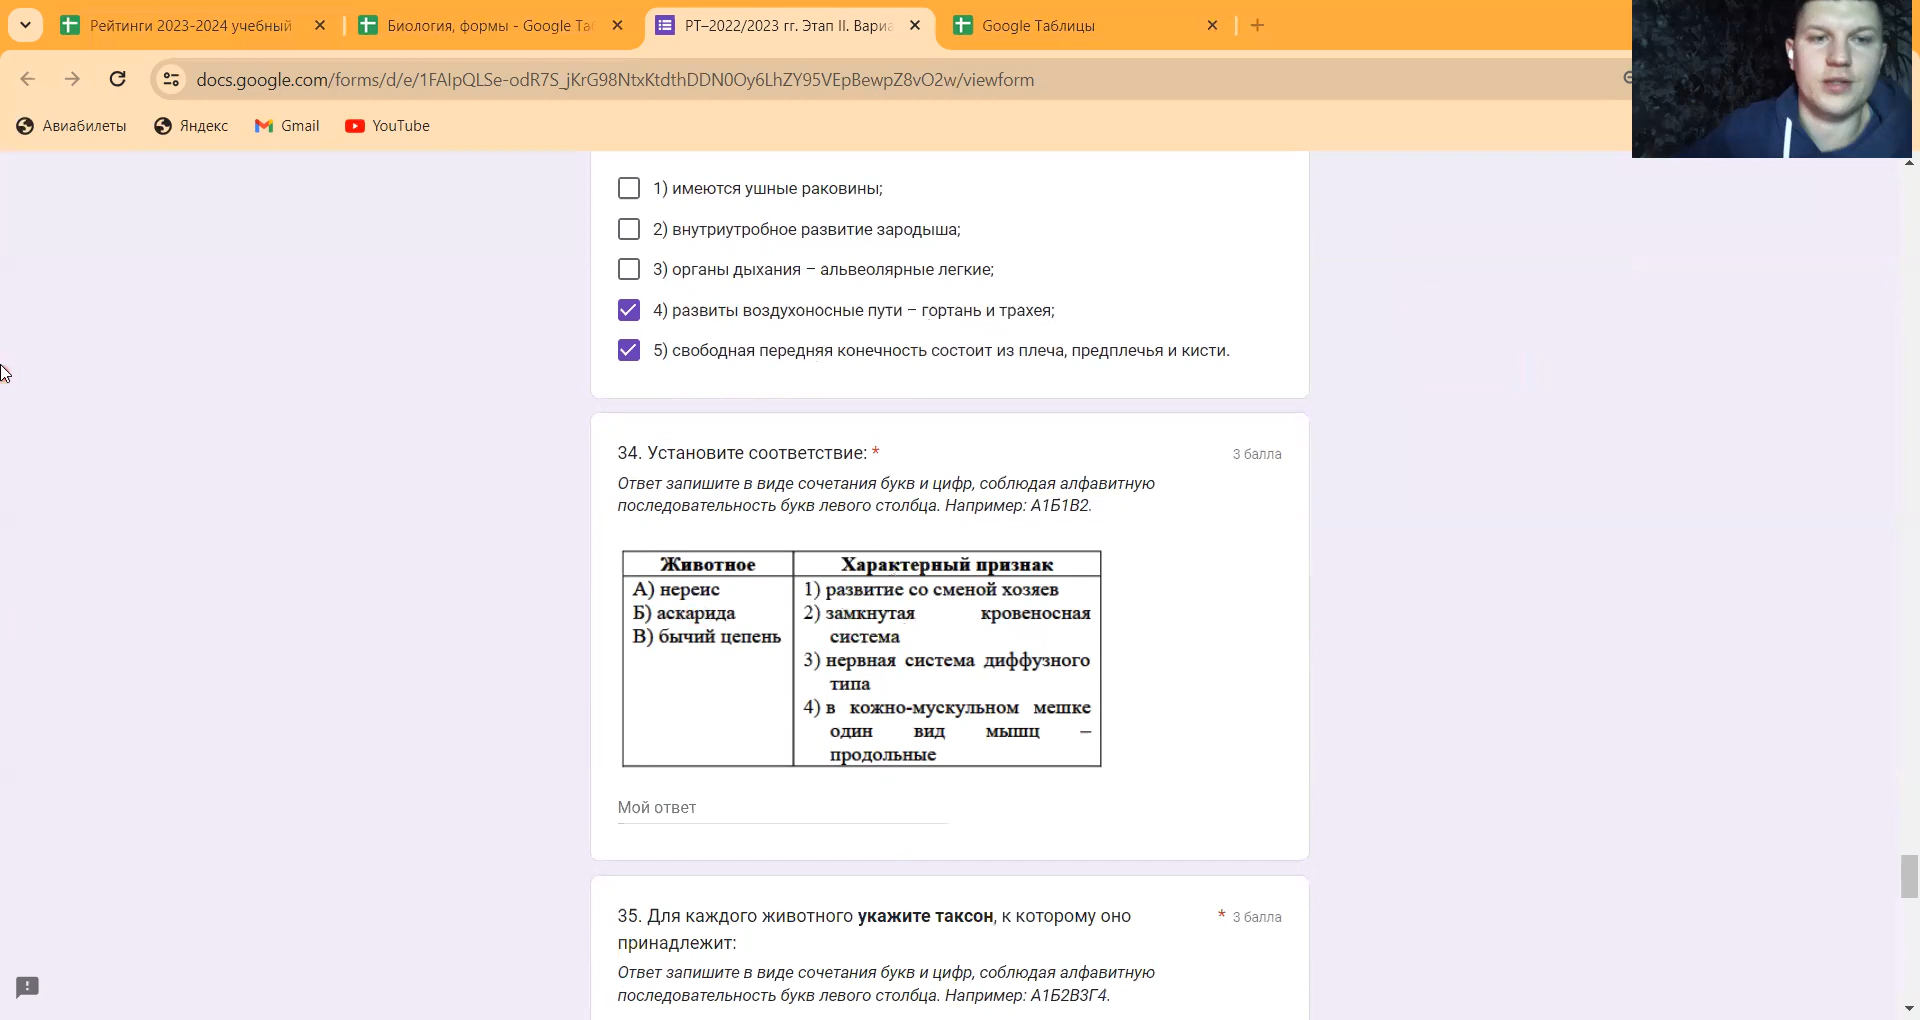 Рейтинги 2023-2024 учебный
Биология, формы - Google Та
РТ–2022/2023 гг. Этап II. Вариа
Google Таблицы
docs.google.com/forms/d/e/1FAIpQLSe-odR7S_jKrG98NtxKtdthDDN0Oy6LhZY95VEpBewpZ8vO2w/viewform
Авиабилеты
Яндекс
Gmail
YouTube
1) имеются ушные раковины;
2) внутриутробное развитие зародыша;
3) органы дыхания – альвеолярные легкие;
4) развиты воздухоносные пути – гортань и трахея;
5) свободная передняя конечность состоит из плеча, предплечья и кисти.
34. Установите соответствие: *
3 балла
Ответ запишите в виде сочетания букв и цифр, соблюдая алфавитную
последовательность букв левого столбца. Например: А1Б1В2.
Животное
Характерный признак
А) нереис
Б) аскарида
В) бычий цепень
1) развитие со сменой хозяев
2) замкнутая кровеносная
система
3) нервная система диффузного
типа
4) в кожно-мускульном мешке
один вид мышц –
продольные
Мой ответ
35. Для каждого животного укажите таксон, к которому оно
принадлежит:
* 3 балла
Ответ запишите в виде сочетания букв и цифр, соблюдая алфавитную
последовательность букв левого столбца. Например: А1Б2В3Г4.